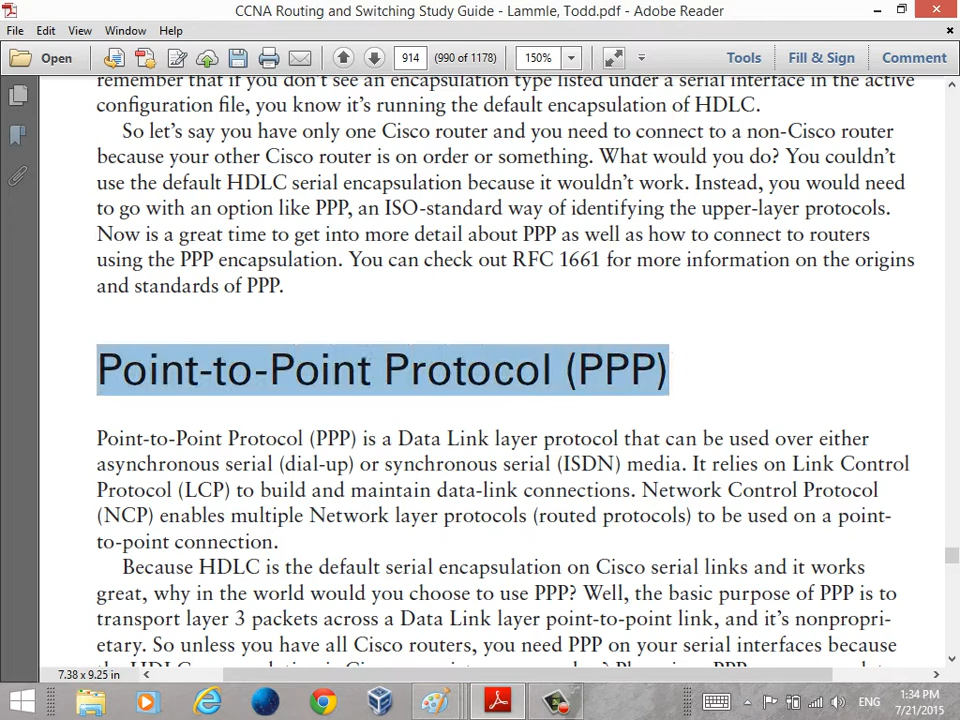 CCNA Routing and Switching Study Guide - Lammle, Todd.pdf - Adobe Reader
File Edit View Window Help
Open 914 (990 of 1178) 150% Tools Fill & Sign Comment
remember that if you don't see an encapsulation type listed under a serial interface in the active
configuration file, you know it's running the default encapsulation of HDLC.
So let's say you have only one Cisco router and you need to connect to a non-Cisco router
because your other Cisco router is on order or something. What would you do? You couldn't
use the default HDLC serial encapsulation because it wouldn't work. Instead, you would need
to go with an option like PPP, an ISO-standard way of identifying the upper-layer protocols.
Now is a great time to get into more detail about PPP as well as how to connect to routers
using the PPP encapsulation. You can check out RFC 1661 for more information on the origins
and standards of PPP.
Point-to-Point Protocol (PPP)
Point-to-Point Protocol (PPP) is a Data Link layer protocol that can be used over either
asynchronous serial (dial-up) or synchronous serial (ISDN) media. It relies on Link Control
Protocol (LCP) to build and maintain data-link connections. Network Control Protocol
(NCP) enables multiple Network layer protocols (routed protocols) to be used on a point-
to-point connection.
Because HDLC is the default serial encapsulation on Cisco serial links and it works
great, why in the world would you choose to use PPP? Well, the basic purpose of PPP is to
transport layer 3 packets across a Data Link layer point-to-point link, and it's nonpropri-
etary. So unless you have all Cisco routers, you need PPP on your serial interfaces because
7.38 x 9.25 in
ENG 1:34 PM
7/21/2015